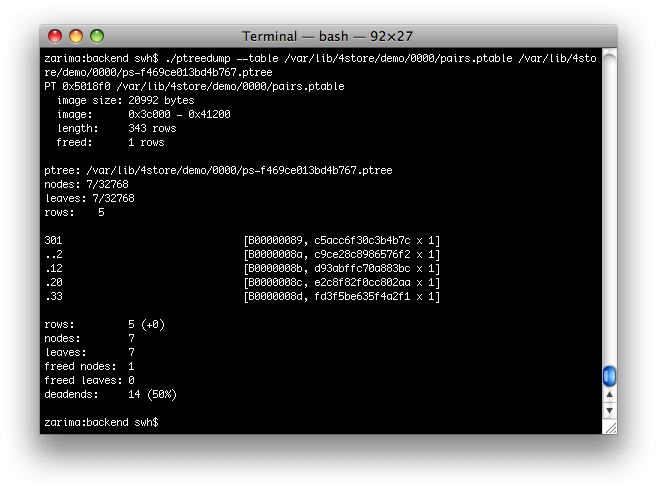 Terminal — bash — 92×27
zarima:backend swh$ ./ptreedump --table /var/lib/4store/demo/0000/pairs.ptable /var/lib/4sto
re/demo/0000/ps-f469ce013bd4b767.ptree
PT 0x5018f0 /var/lib/4store/demo/0000/pairs.ptable
  image size: 20992 bytes
  image:      0x3c000 - 0x41200
  length:     343 rows
  freed:      1 rows

ptree: /var/lib/4store/demo/0000/ps-f469ce013bd4b767.ptree
nodes: 7/32768
leaves: 7/32768
rows:    5

301                             [B00000089, c5acc6f30c3b4b7c x 1]
..2                             [B0000008a, c9ce28c8986576f2 x 1]
.12                             [B0000008b, d93abffc70a883bc x 1]
.20                             [B0000008c, e2c8f82f0cc802aa x 1]
.33                             [B0000008d, fd3f5be635f4a2f1 x 1]

rows:         5 (+0)
nodes:        7
leaves:       7
freed nodes:  1
freed leaves: 0
deadends:     14 (50%)

zarima:backend swh$